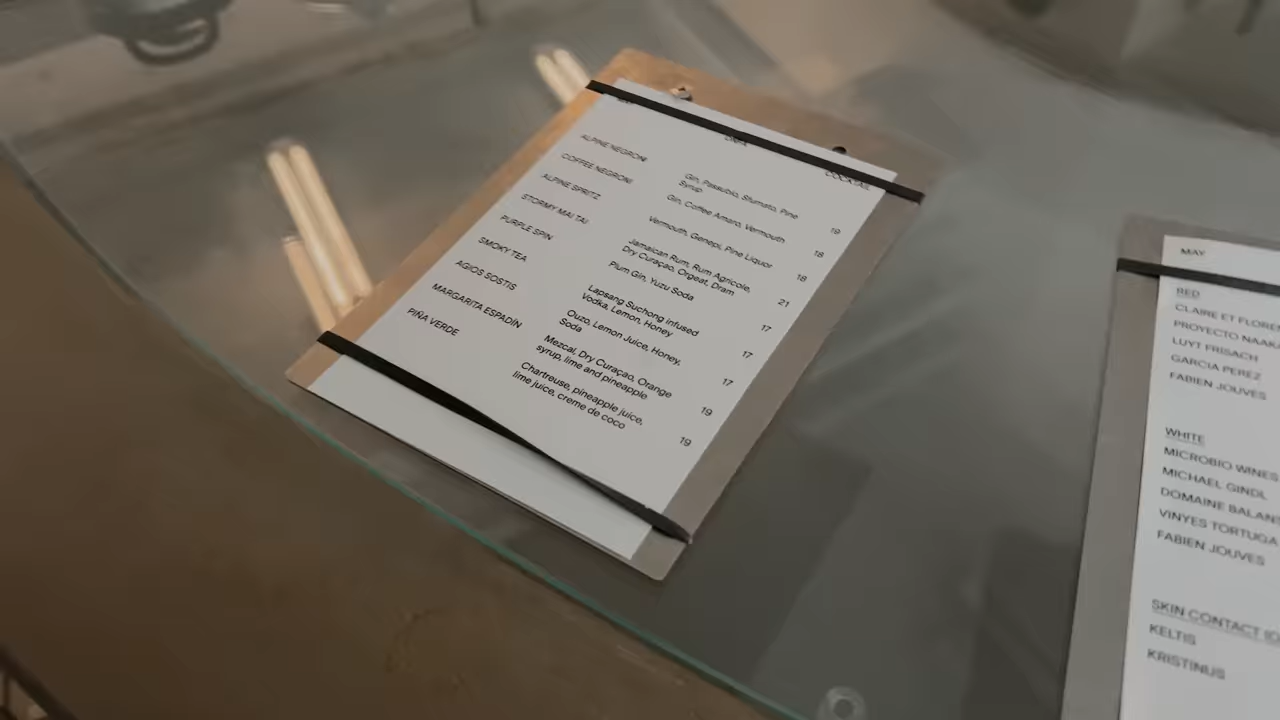 COCKTAIL
ALPINE NEGRONI
Gin, Passubio, Sfumato, Pine
Syrup
19
COFFEE NEGRONI
Gin, Coffee Amaro, Vermouth
18
ALPINE SPRITZ
Vermouth, Genepi, Pine Liquor
18
STORMY MAI TAI
Jamaican Rum, Rum Agricole,
Dry Curaçao, Orgeat, Dram
21
PURPLE SPIN
Plum Gin, Yuzu Soda
17
SMOKY TEA
Lapsang Suchong infused
Vodka, Lemon, Honey
17
AGIOS SOSTIS
Ouzo, Lemon Juice, Honey,
Soda
17
MARGARITA ESPADÍN
Mezcal, Dry Curaçao, Orange
syrup, lime and pineapple
19
PIÑA VERDE
Chartreuse, pineapple juice,
lime juice, creme de coco
19
MAY
RED
CLAIRE ET
PROYECTO
LUYT FRISACH
GARCIA PEREZ
FABIEN JOUVES
WHITE
MICROBIO WINES
MICHAEL GINDL
DOMAINE
VINYES TORTUGA
FABIEN JOUVES
SKIN CONTACT
KELTIS
KRISTINUS